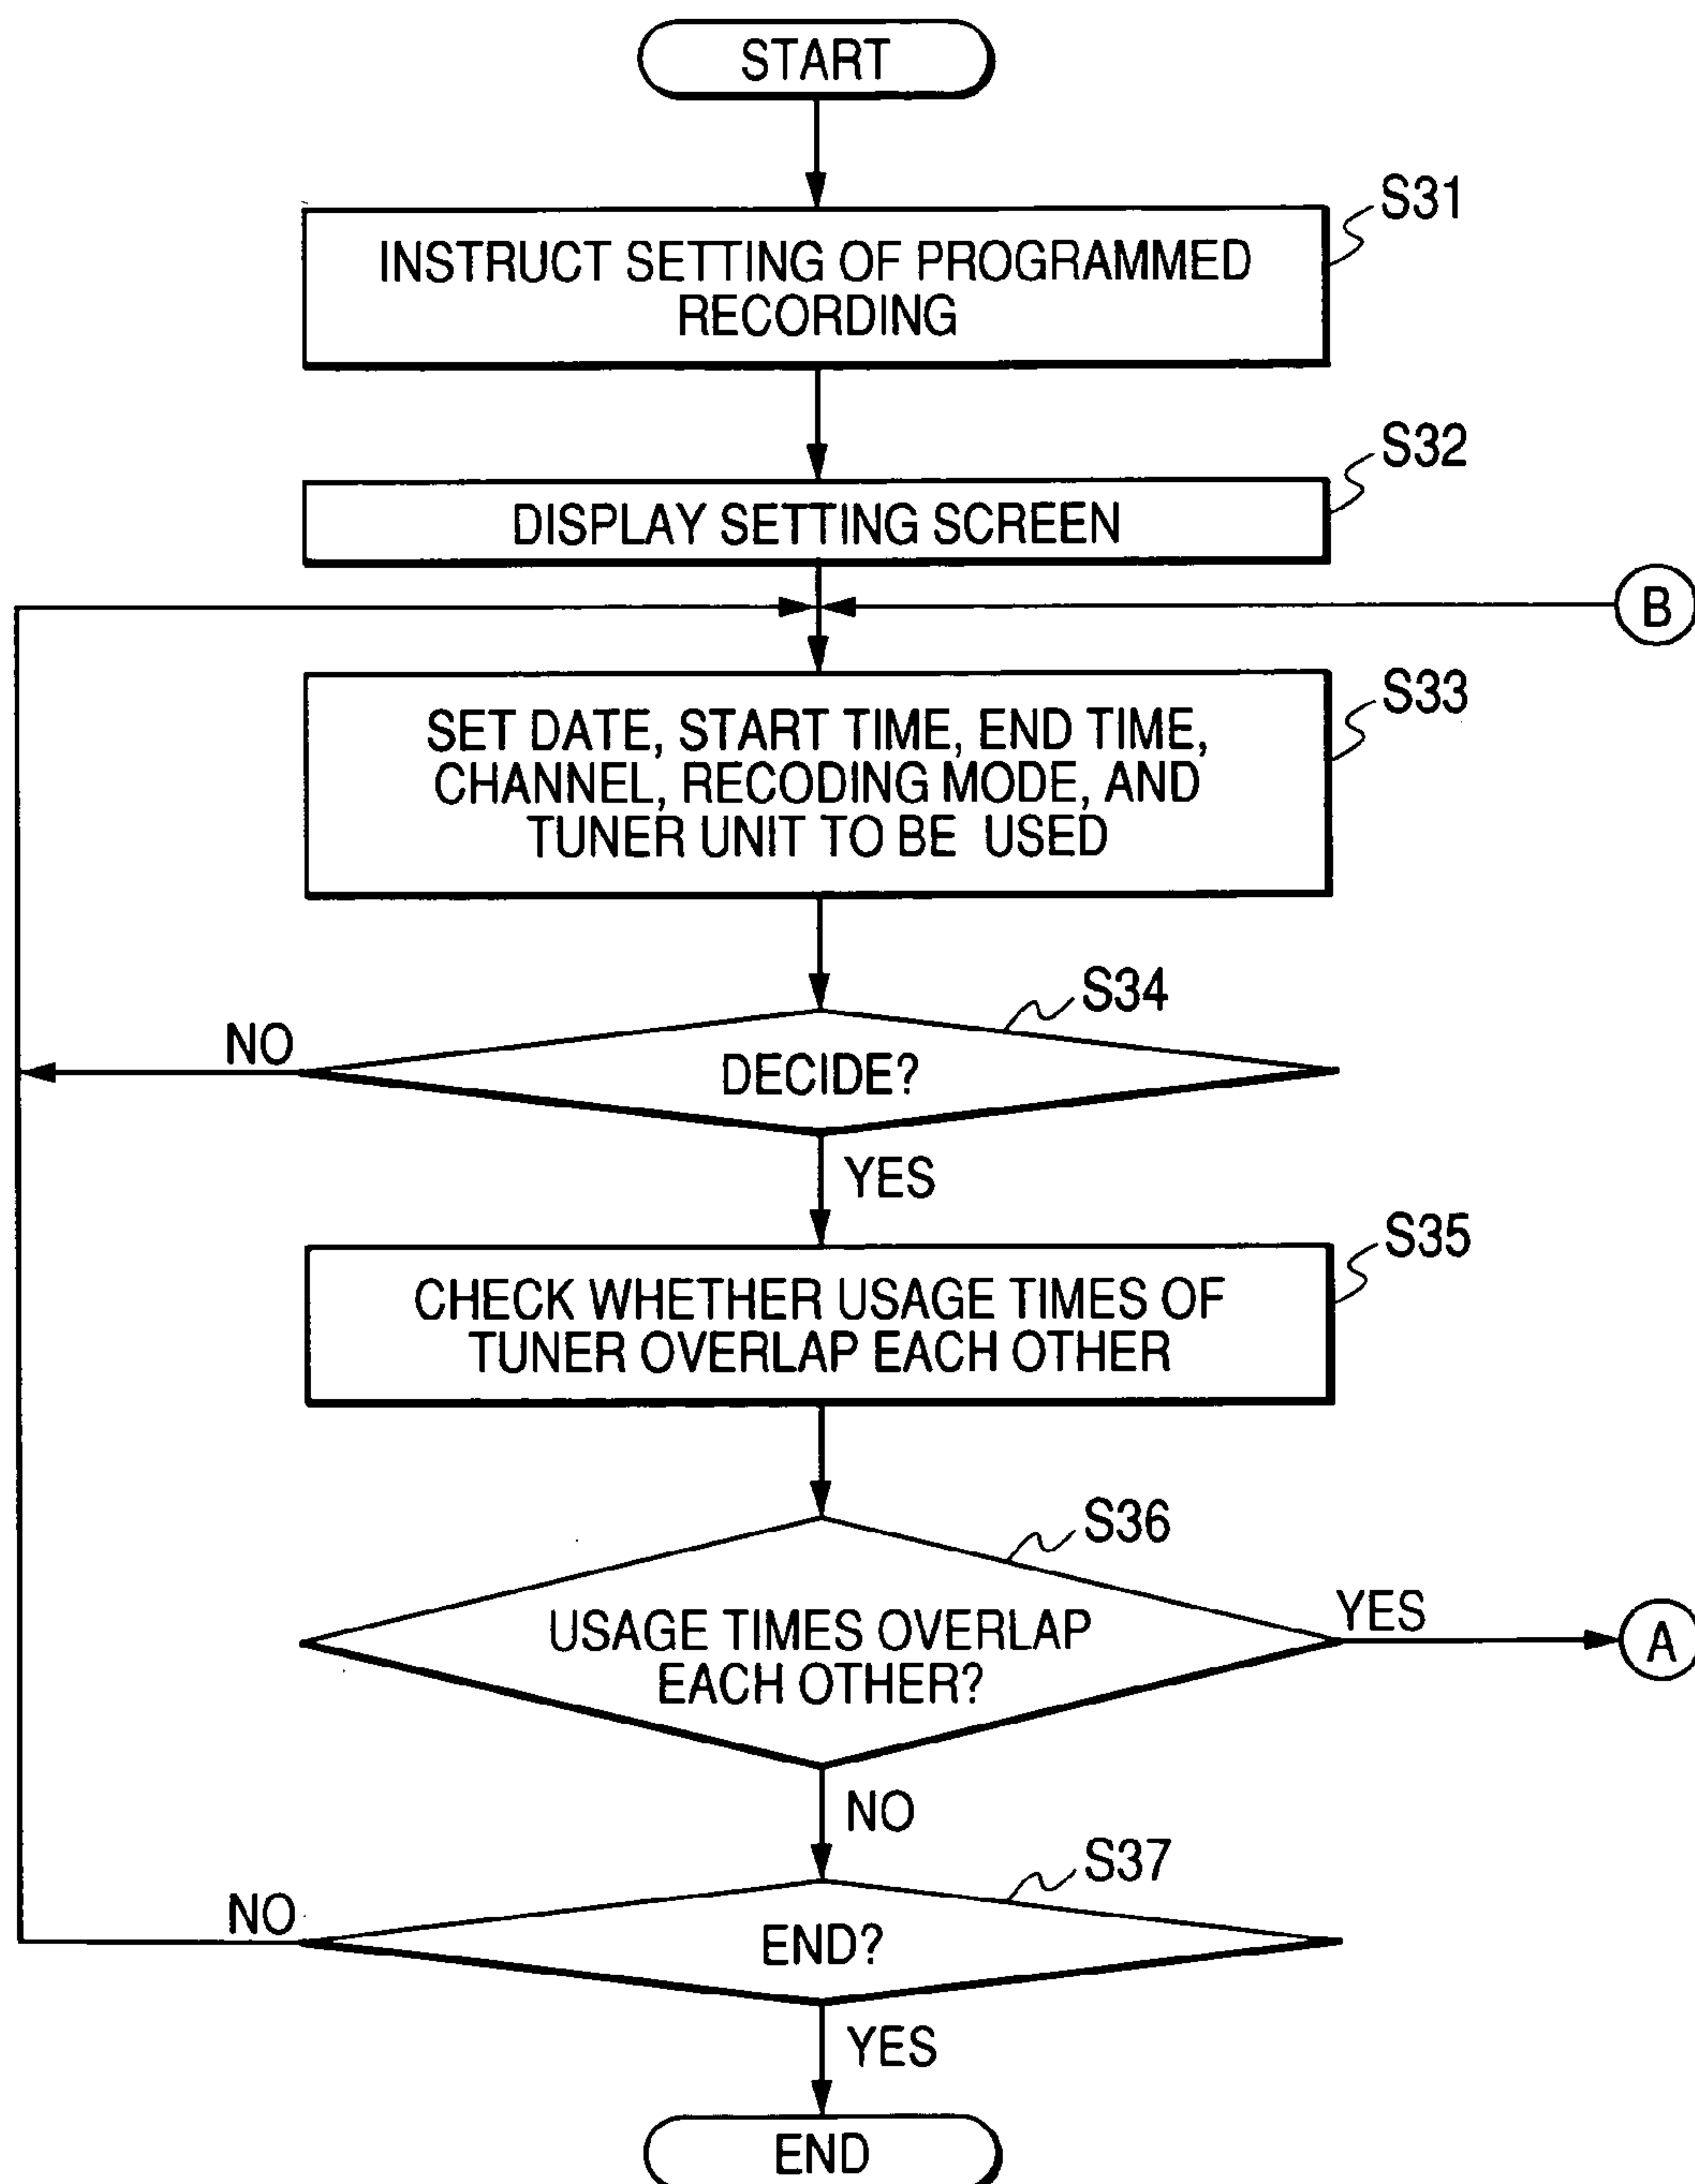 START
S31
INSTRUCT SETTING OF PROGRAMMED
RECORDING
S32
DISPLAY SETTING SCREEN
B
S33
SET DATE, START TIME, END TIME,
CHANNEL, RECODING MODE, AND
TUNER UNIT TO BE USED
S34
NO
DECIDE?
YES
S35
CHECK WHETHER USAGE TIMES OF
TUNER OVERLAP EACH OTHER
S36
USAGE TIMES OVERLAP
EACH OTHER?
YES
A
NO
S37
NO
END?
YES
END